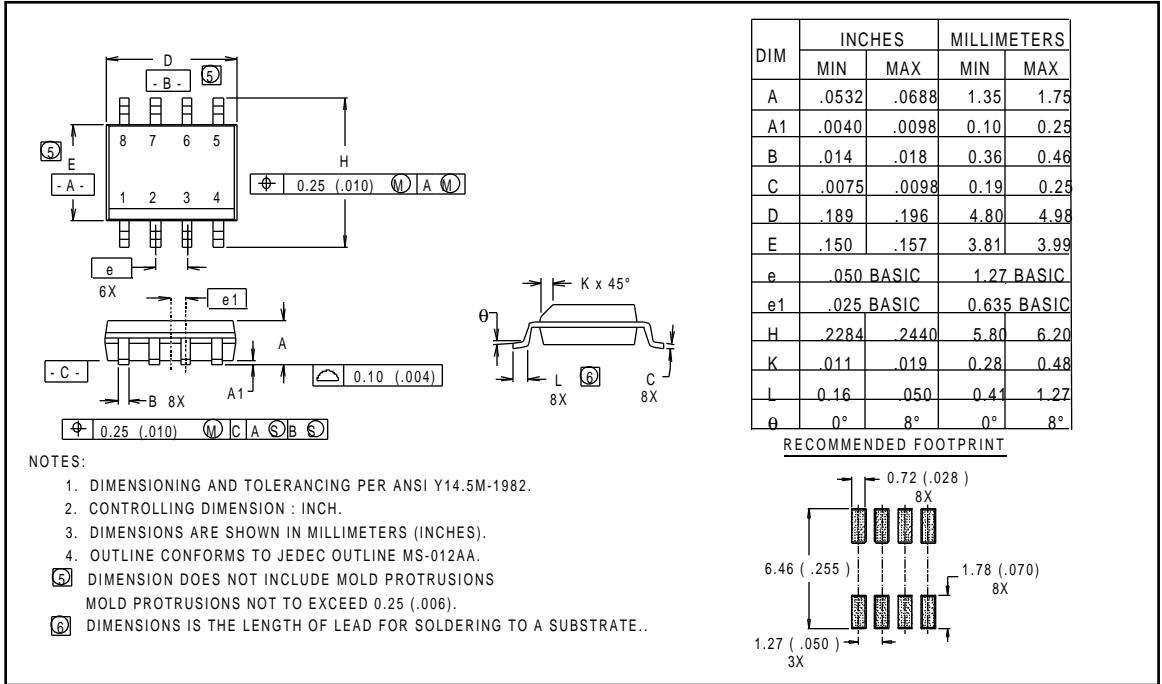 D
- B -
5
8 7 6 5
5
E
- A -
H
0.25 (.010) M A M
1 2 3 4
e
6X
e1
K x 45°
θ
A
- C -
0.10 (.004)
L 6
8X
C
8X
B 8X
A1
0.25 (.010) M C A S B S
NOTES:
1. DIMENSIONING AND TOLERANCING PER ANSI Y14.5M-1982.
2. CONTROLLING DIMENSION : INCH.
3. DIMENSIONS ARE SHOWN IN MILLIMETERS (INCHES).
4. OUTLINE CONFORMS TO JEDEC OUTLINE MS-012AA.
5 DIMENSION DOES NOT INCLUDE MOLD PROTRUSIONS
MOLD PROTRUSIONS NOT TO EXCEED 0.25 (.006).
6 DIMENSIONS IS THE LENGTH OF LEAD FOR SOLDERING TO A SUBSTRATE..
DIM INCHES MILLIMETERS
MIN MAX MIN MAX
A .0532 .0688 1.35 1.75
A1 .0040 .0098 0.10 0.25
B .014 .018 0.36 0.46
C .0075 .0098 0.19 0.25
D .189 .196 4.80 4.98
E .150 .157 3.81 3.99
e .050 BASIC 1.27 BASIC
e1 .025 BASIC 0.635 BASIC
H .2284 .2440 5.80 6.20
K .011 .019 0.28 0.48
L 0.16 .050 0.41 1.27
θ 0° 8° 0° 8°
RECOMMENDED FOOTPRINT
0.72 (.028 )
8X
6.46 ( .255 )
1.78 (.070)
8X
1.27 ( .050 )
3X